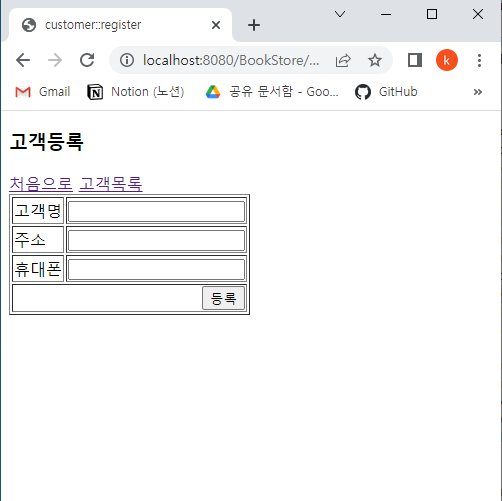 customer::register
localhost:8080/BookStore/...
k
Gmail Notion (노션) 공유 문서함 - Goo... GitHub »
고객등록
처음으로 고객목록
고객명
주소
휴대폰
등록